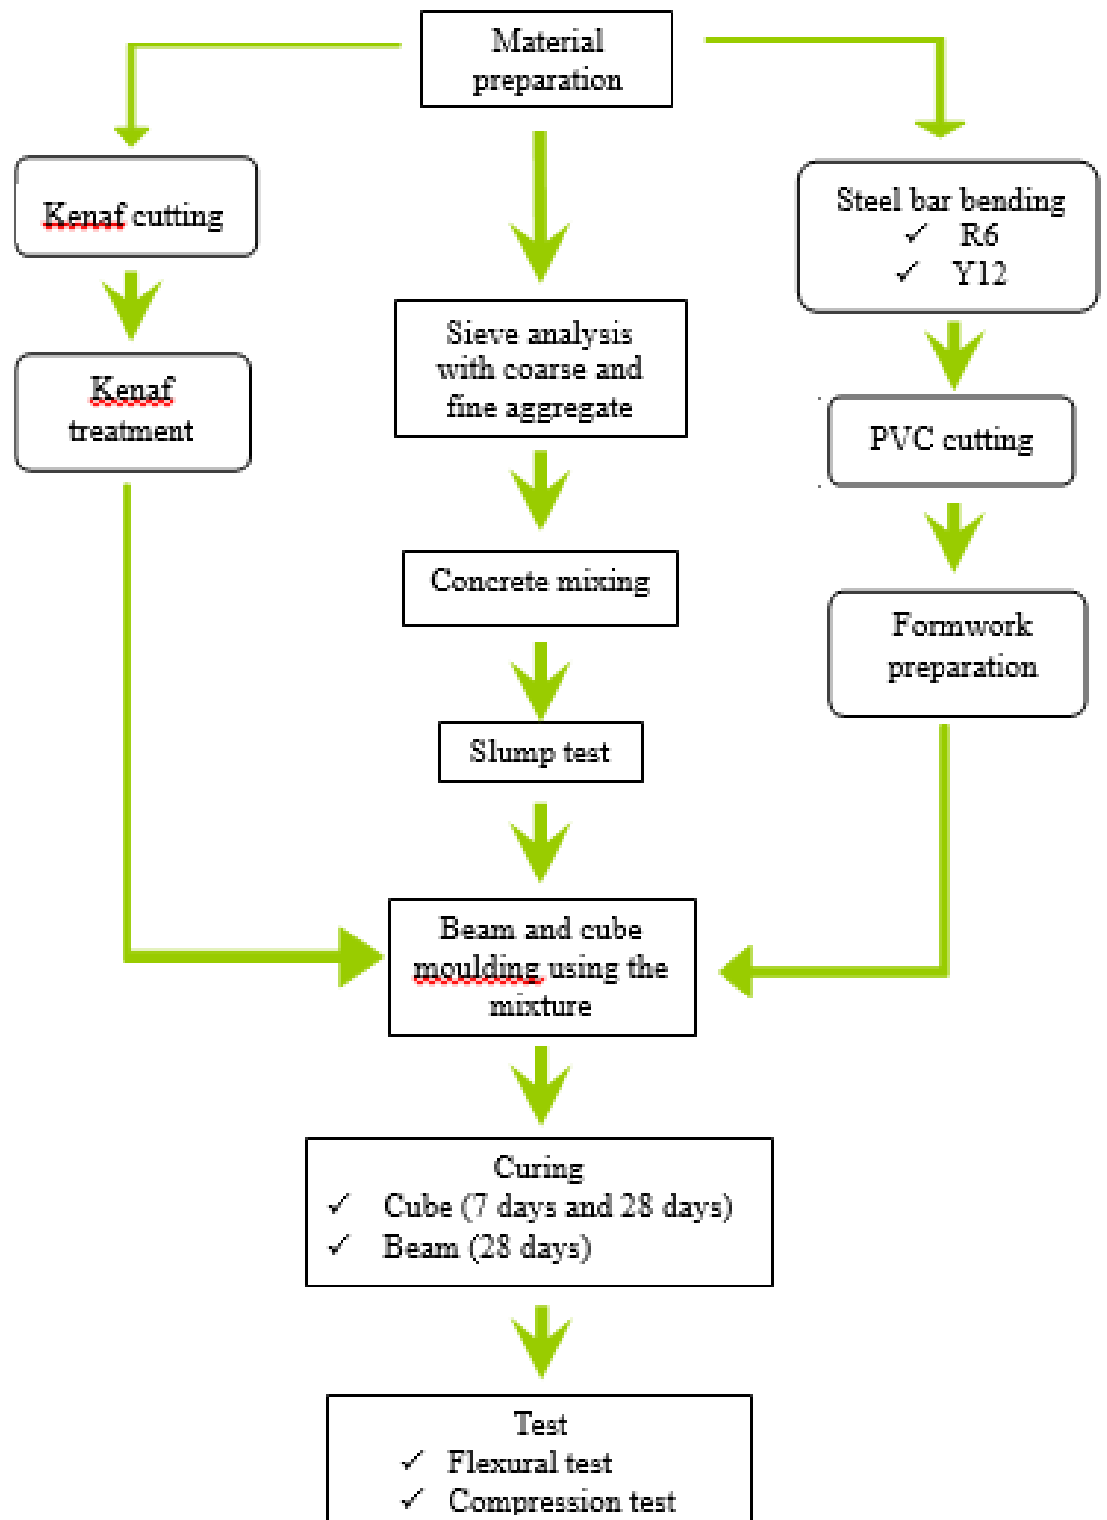 Material
preparation
Kenaf cutting
Steel bar bending
✓ R6
✓ Y12
Sieve analysis
with coarse and
fine aggregate
Kenaf
treatment
PVC cutting
Concrete mixing
Formwork
preparation
Slump test
Beam and cube
moulding using the
mixture
Curing
✓ Cube (7 days and 28 days)
✓ Beam (28 days)
Test
✓ Flexural test
✓ Compression test